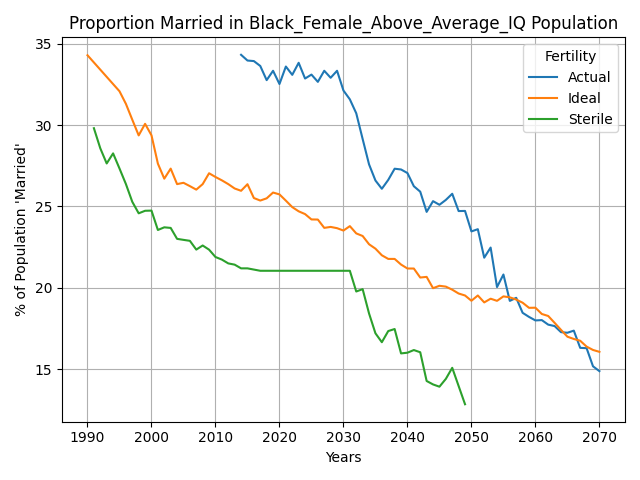 Proportion Married in Black_Female_Above_Average_IQ Population
% of Population 'Married'
35
30
25
20
15
Fertility
Actual
Ideal
Sterile
1990 2000 2010 2020 2030 2040 2050 2060 2070
Years